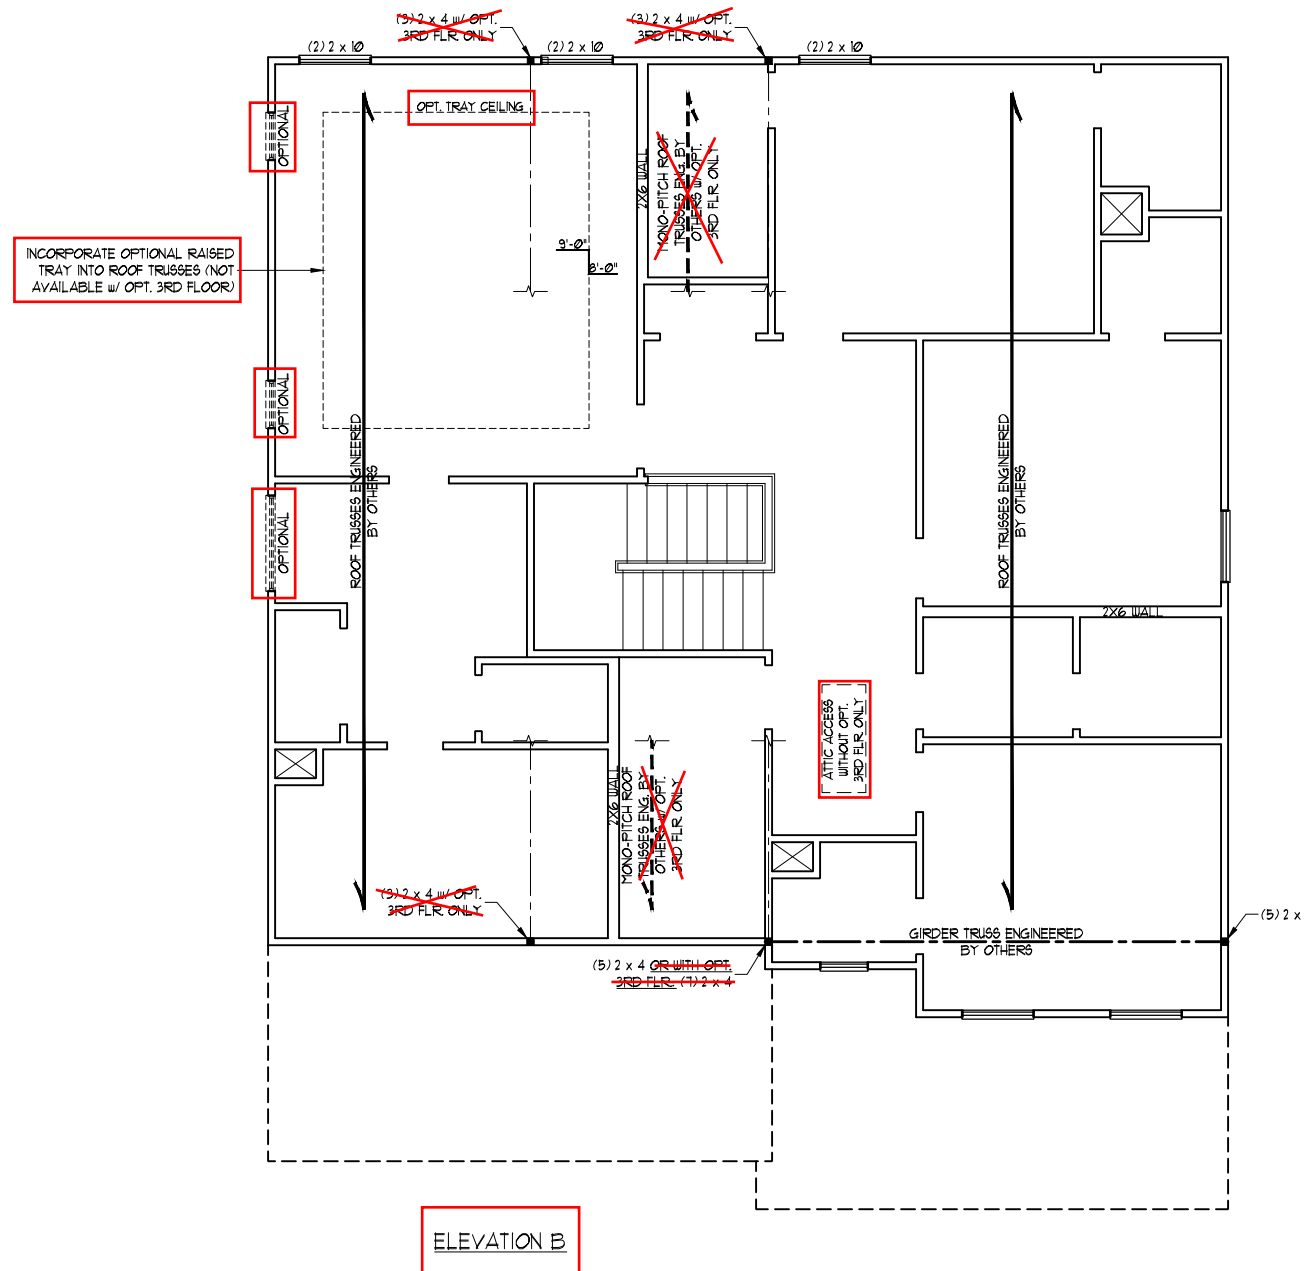 (3) 2 x 4 w/ OPT.
3RD FLR. ONLY
(3) 2 x 4 w/ OPT.
3RD FLR. ONLY
(2) 2 x 10
(2) 2 x 10
(2) 2 x 10
OPT. TRAY CEILING
OPTIONAL
2X6 WALL
MONO-PITCH ROOF
TRUSSES ENG. BY
OTHERS w/ OPT.
3RD FLR ONLY
INCORPORATE OPTIONAL RAISED
TRAY INTO ROOF TRUSSES (NOT
AVAILABLE w/ OPT. 3RD FLOOR)
9'-0"
8'-0"
OPTIONAL
ROOF TRUSSES ENGINEERED
BY OTHERS
ROOF TRUSSES ENGINEERED
BY OTHERS
OPTIONAL
2X6 WALL
ATTIC ACCESS
WITHOUT OPT.
3RD FLR. ONLY
2X6 WALL
MONO-PITCH ROOF
TRUSSES ENG. BY
OTHERS w/ OPT.
3RD FLR ONLY
(3) 2 x 4 w/ OPT.
3RD FLR. ONLY
GIRDER TRUSS ENGINEERED
BY OTHERS
(5) 2 x
(5) 2 x 4 OR WITH OPT.
3RD FLR. (7) 2 x 4
ELEVATION B